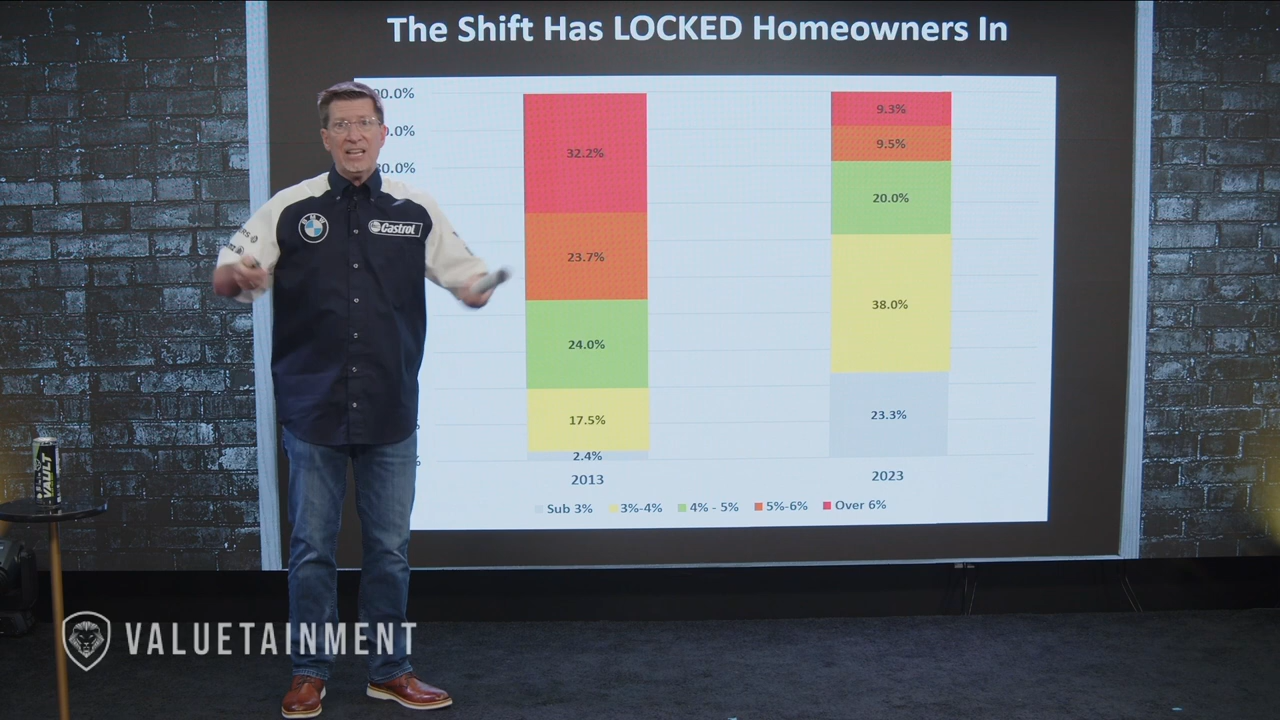 The Shift Has LOCKED Homeowners In
32.2%
23.7%
24.0%
17.5%
2.4%
2013
9.3%
9.5%
20.0%
38.0%
23.3%
2023
Sub 3% 3%-4% 4% - 5% 5%-6% Over 6%
BMW
Castrol
VAULT
VALUETAINMENT